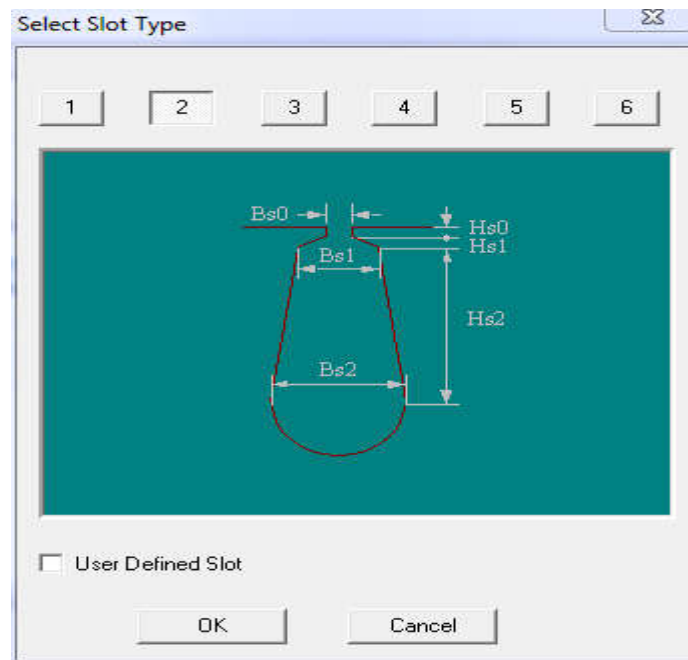 Select Slot Type
1 2 3 4 5 6
Bs0
Hs0
Hs1
Bs1
Hs2
Bs2
User Defined Slot
OK Cancel